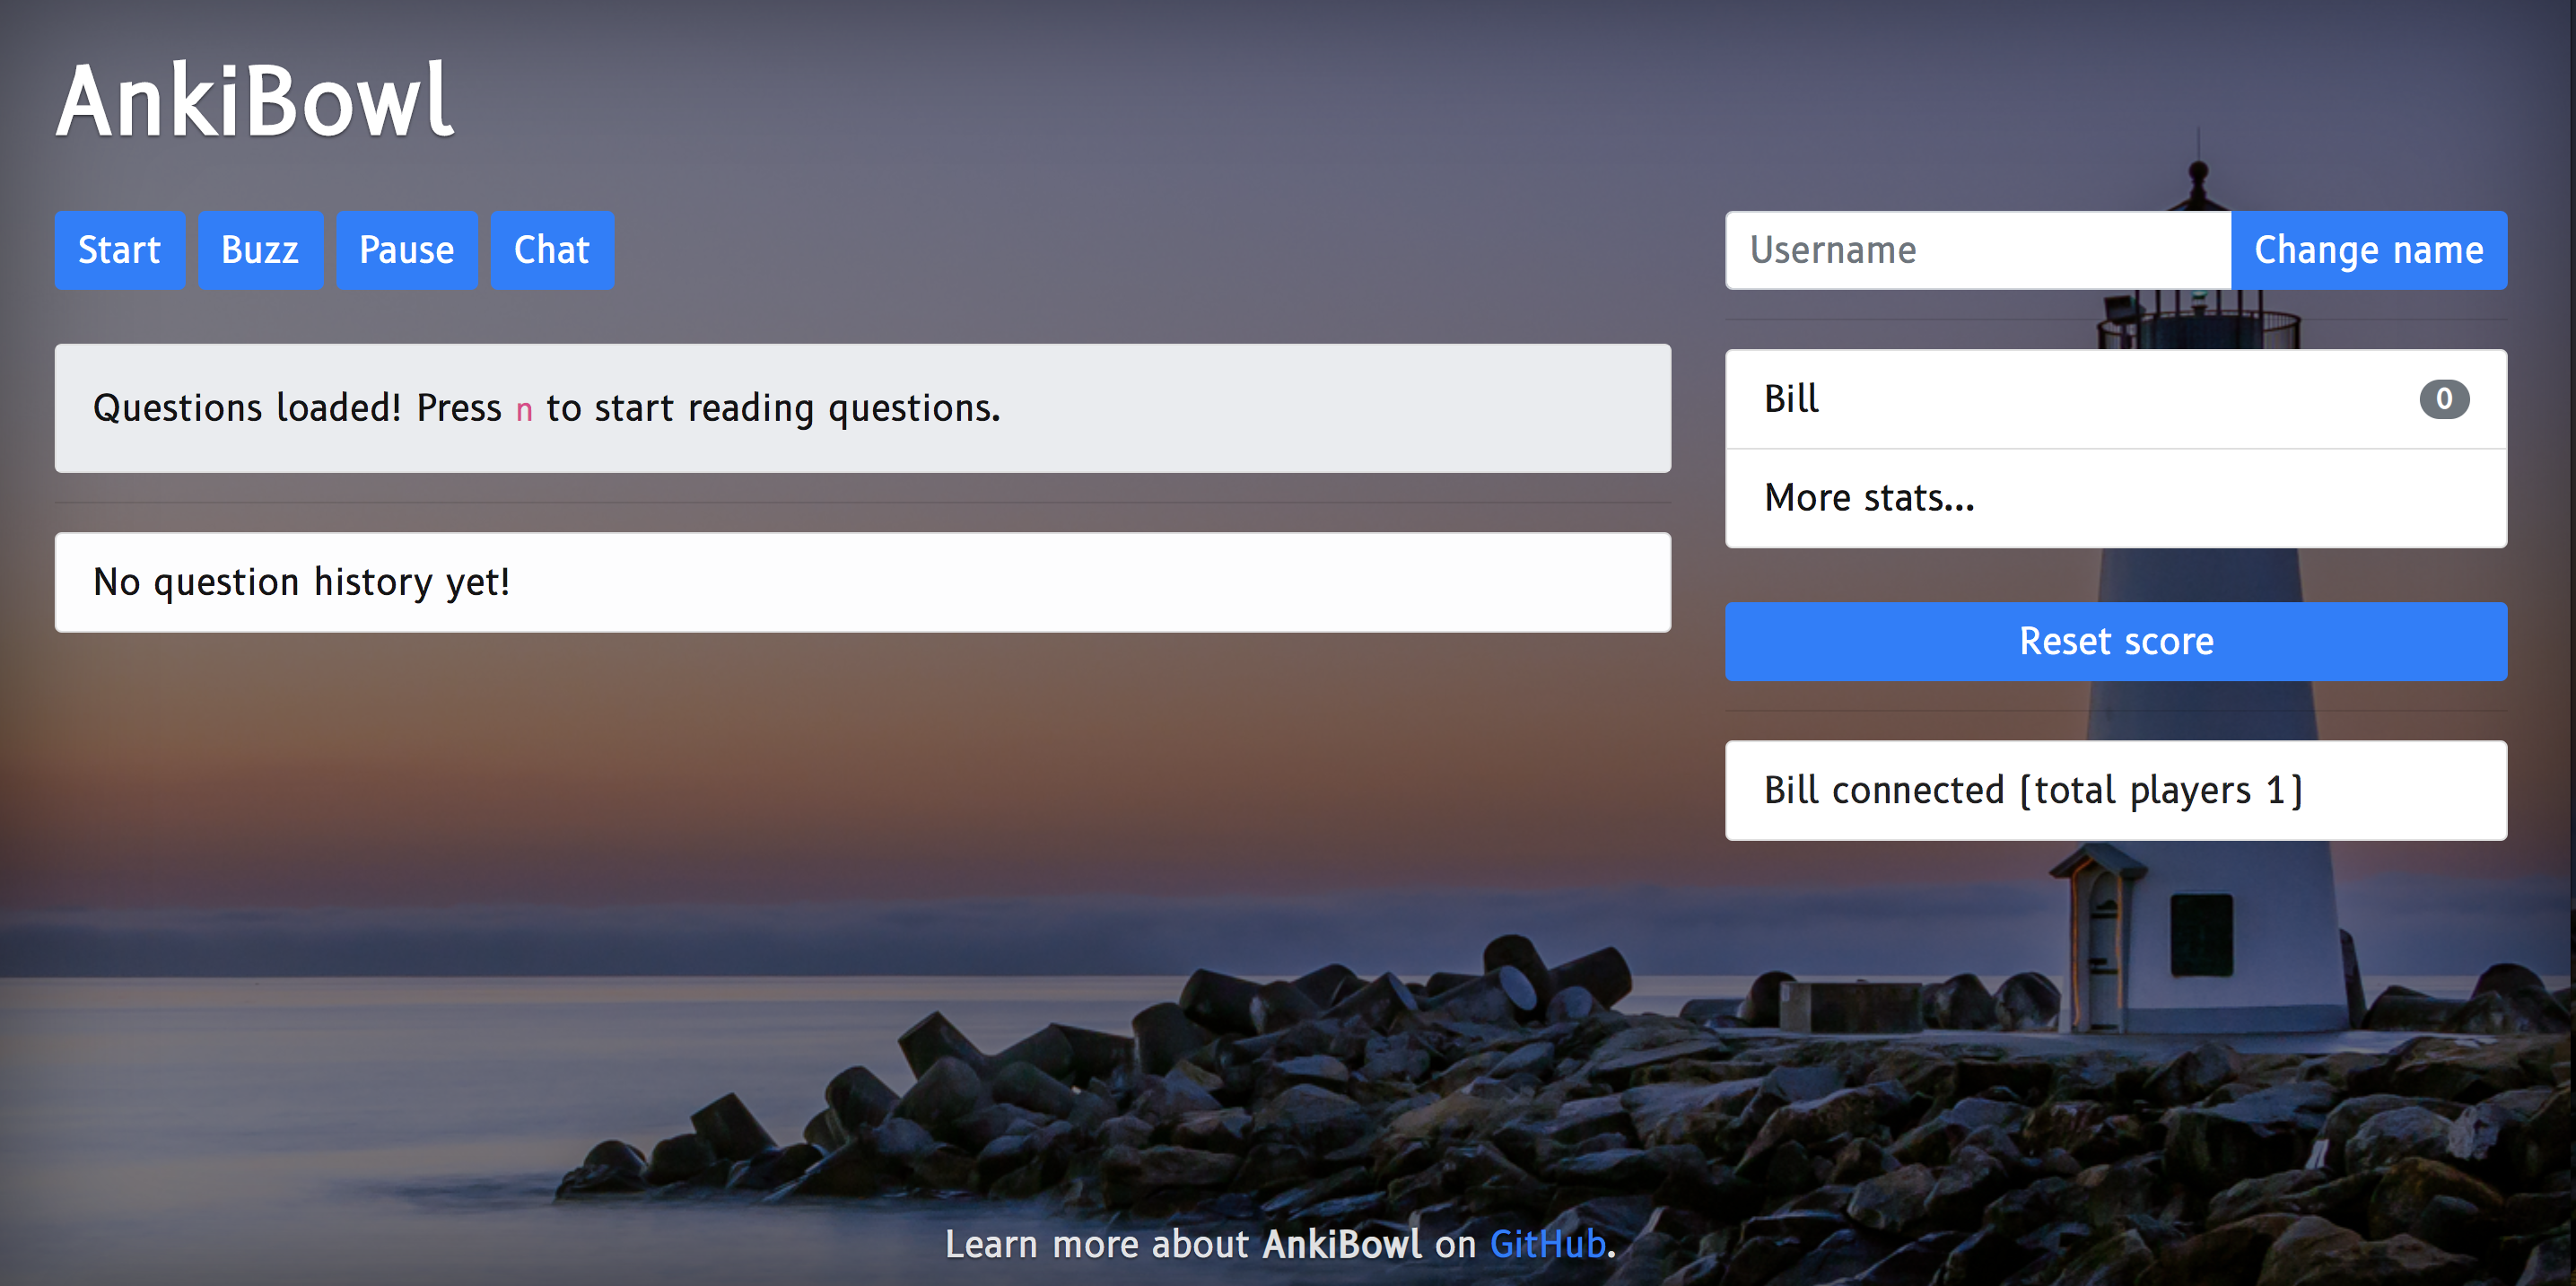 AnkiBowl
Start Buzz Pause Chat
Username Change name
Questions loaded! Press n to start reading questions.
No question history yet!
Bill 0
More stats...
Reset score
Bill connected (total players 1)
Learn more about AnkiBowl on GitHub.